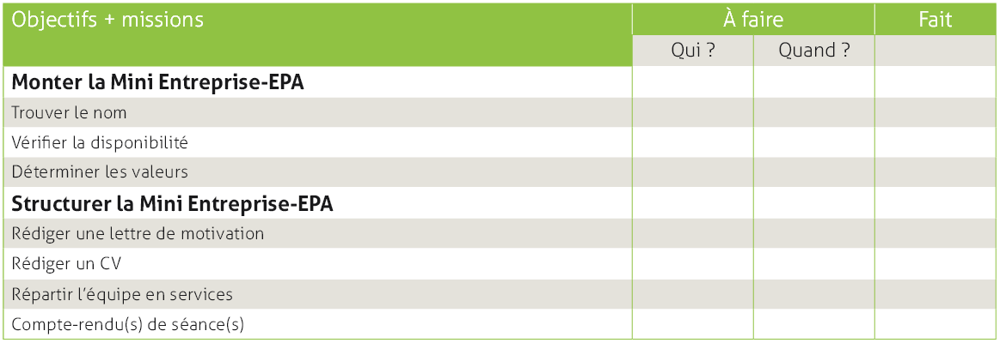 Objectifs + missions À faire Fait
Qui ? Quand ?
Monter la Mini Entreprise-EPA
Trouver le nom
Vérifier la disponibilité
Déterminer les valeurs
Structurer la Mini Entreprise-EPA
Rédiger une lettre de motivation
Rédiger un CV
Répartir l’équipe en services
Compte-rendu(s) de séance(s)